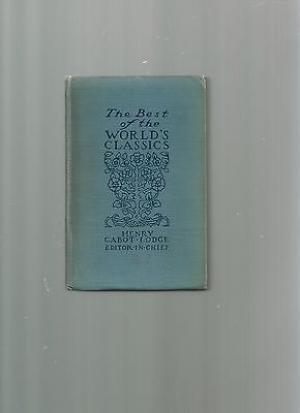 The Best
of the
WORLD'S
CLASSICS
HENRY
CABOT·LODGE
EDITOR·IN·CHIEF